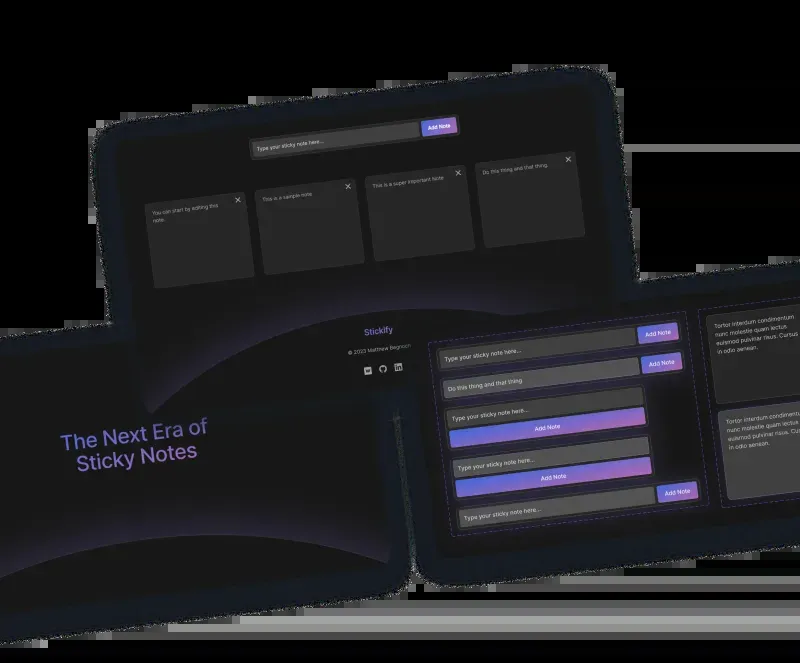 Type your sticky note here...
Add Note
You can start by editing this
note.
This is a sample note
This is a super important note
Do this thing and that thing.
Stickify
© 2023 Matthew
The Next Era of
Sticky Notes
Type your sticky note here...
Add Note
Do this thing and that thing
Add Note
Type your sticky note here...
Add Note
Type your sticky note here...
Add Note
Type your sticky note here...
Add Note
Tortor interdum condimentum
nunc molestie quam lectus
euismod pulvinar risus. Cursus
in odio aenean.
Tortor interdum condimentum
nunc molestie quam lectus
euismod pulvinar risus. Cursus
in odio aenean.